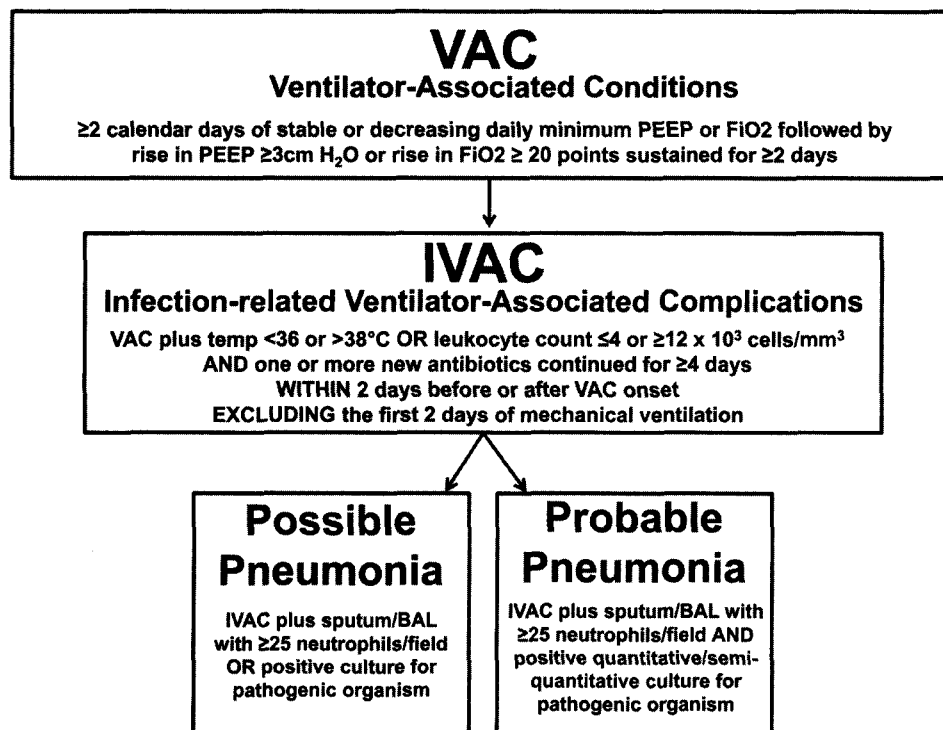 VAC
Ventilator-Associated Conditions
≥2 calendar days of stable or decreasing daily minimum PEEP or FiO2 followed by
rise in PEEP ≥3cm H₂O or rise in FiO2 ≥ 20 points sustained for ≥2 days
IVAC
Infection-related Ventilator-Associated Complications
VAC plus temp <36 or >38°C OR leukocyte count ≤4 or ≥12 x 10³ cells/mm³
AND one or more new antibiotics continued for ≥4 days
WITHIN 2 days before or after VAC onset
EXCLUDING the first 2 days of mechanical ventilation
Possible
Pneumonia
IVAC plus sputum/BAL
with ≥25 neutrophils/field
OR positive culture for
pathogenic organism
Probable
Pneumonia
IVAC plus sputum/BAL with
≥25 neutrophils/field AND
positive quantitative/semi-
quantitative culture for
pathogenic organism